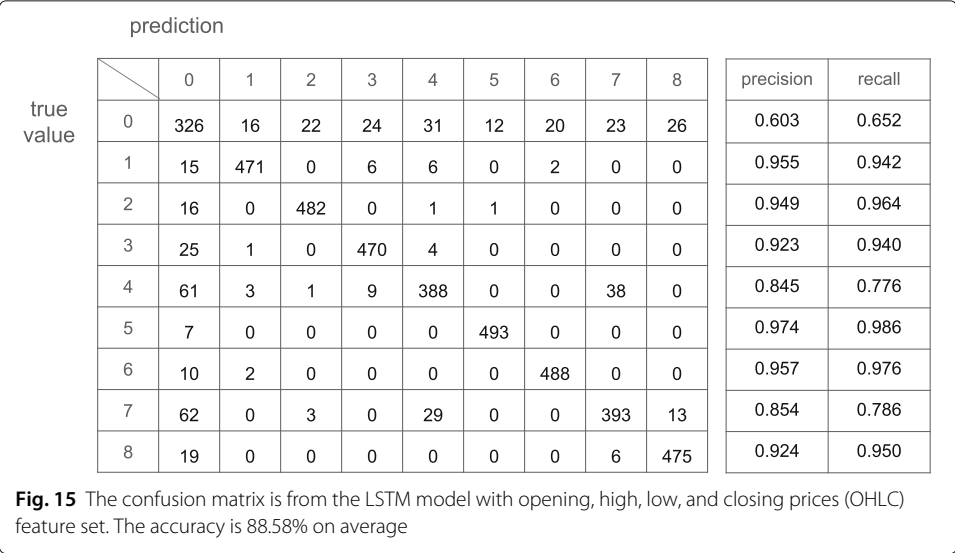 prediction
true
value
0 1 2 3 4 5 6 7 8 precision recall
0 326 16 22 24 31 12 20 23 26 0.603 0.652
1 15 471 0 6 6 0 2 0 0 0.955 0.942
2 16 0 482 0 1 1 0 0 0 0.949 0.964
3 25 1 0 470 4 0 0 0 0 0.923 0.940
4 61 3 1 9 388 0 0 38 0 0.845 0.776
5 7 0 0 0 0 493 0 0 0 0.974 0.986
6 10 2 0 0 0 0 488 0 0 0.957 0.976
7 62 0 3 0 29 0 0 393 13 0.854 0.786
8 19 0 0 0 0 0 0 6 475 0.924 0.950
Fig. 15 The confusion matrix is from the LSTM model with opening, high, low, and closing prices (OHLC)
feature set. The accuracy is 88.58% on average